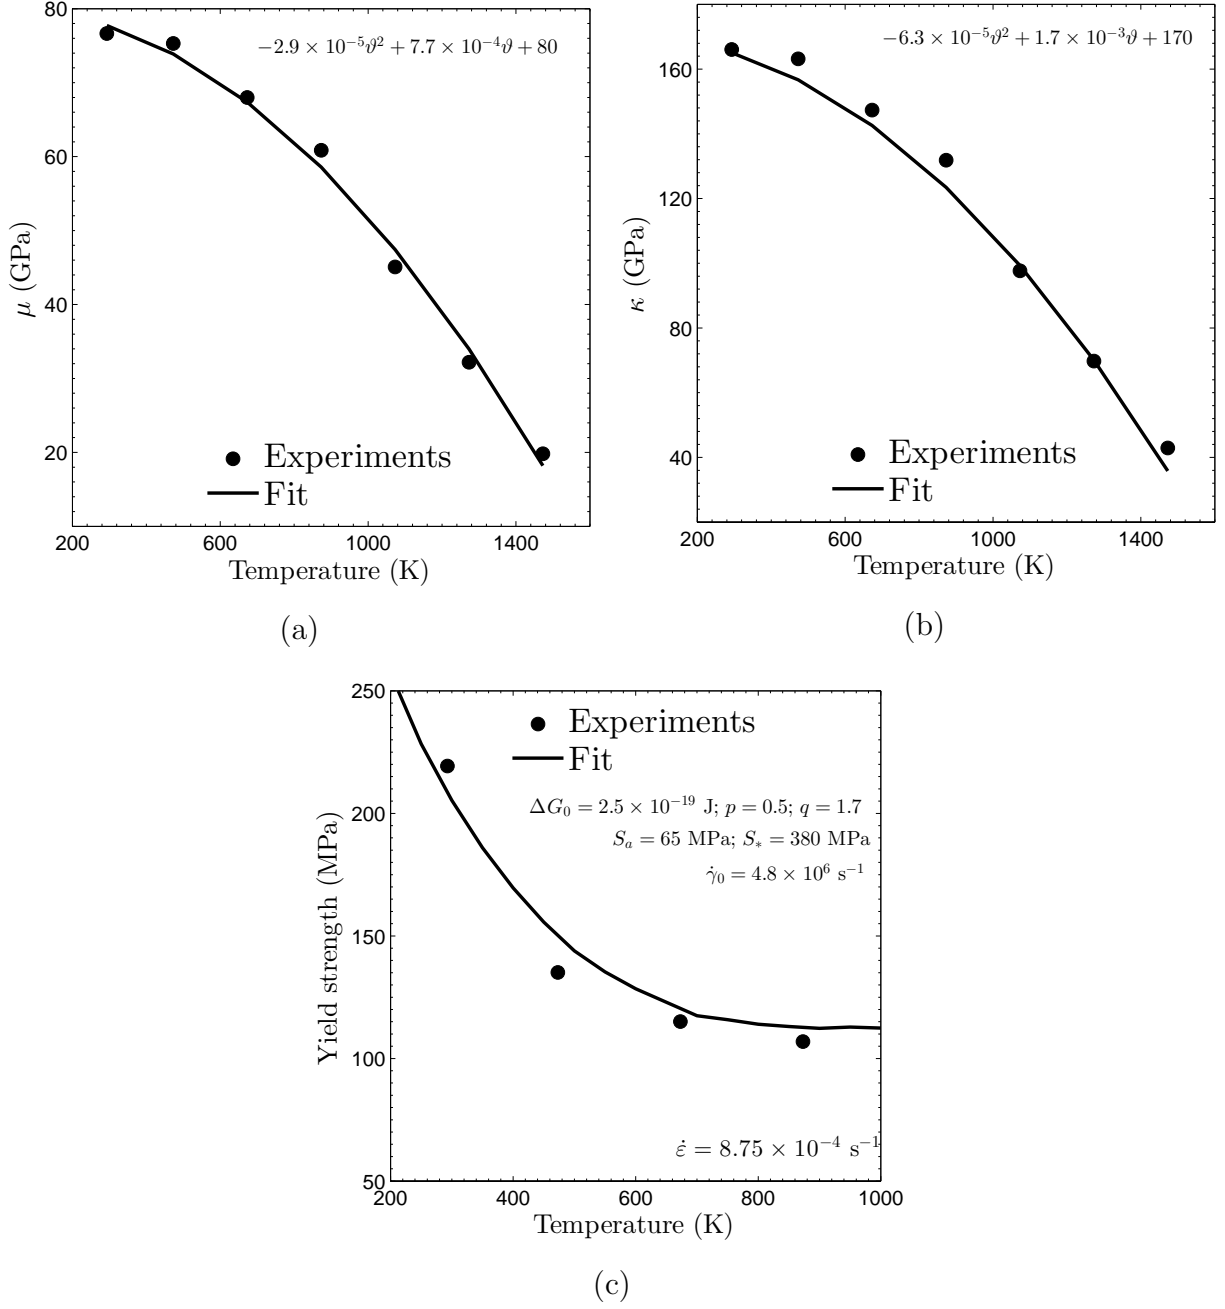 80
60
40
20
200
600
1000
1400
μ (GPa)
Temperature (K)
−2.9 × 10⁻⁵ϑ² + 7.7 × 10⁻⁴ϑ + 80
Experiments
Fit
(a)
160
120
80
40
200
600
1000
1400
κ (GPa)
Temperature (K)
−6.3 × 10⁻⁵ϑ² + 1.7 × 10⁻³ϑ + 170
Experiments
Fit
(b)
250
200
150
100
50
200
400
600
800
1000
Yield strength (MPa)
Temperature (K)
Experiments
Fit
ΔG₀ = 2.5 × 10⁻¹⁹ J; p = 0.5; q = 1.7
Sₐ = 65 MPa; S* = 380 MPa
γ̇₀ = 4.8 × 10⁶ s⁻¹
ε̇ = 8.75 × 10⁻⁴ s⁻¹
(c)